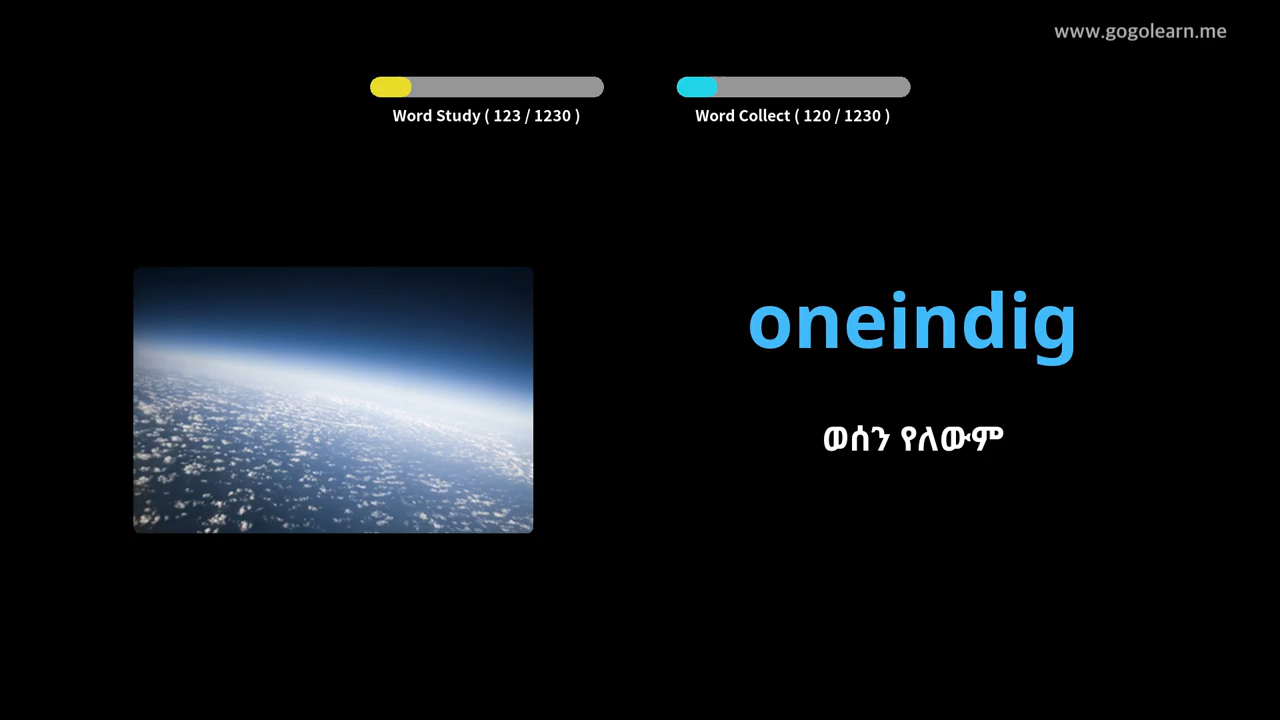 www.gogolearn.me
Word Study ( 123 / 1230 )
Word Collect ( 120 / 1230 )
oneindig
ወሰን የለውም